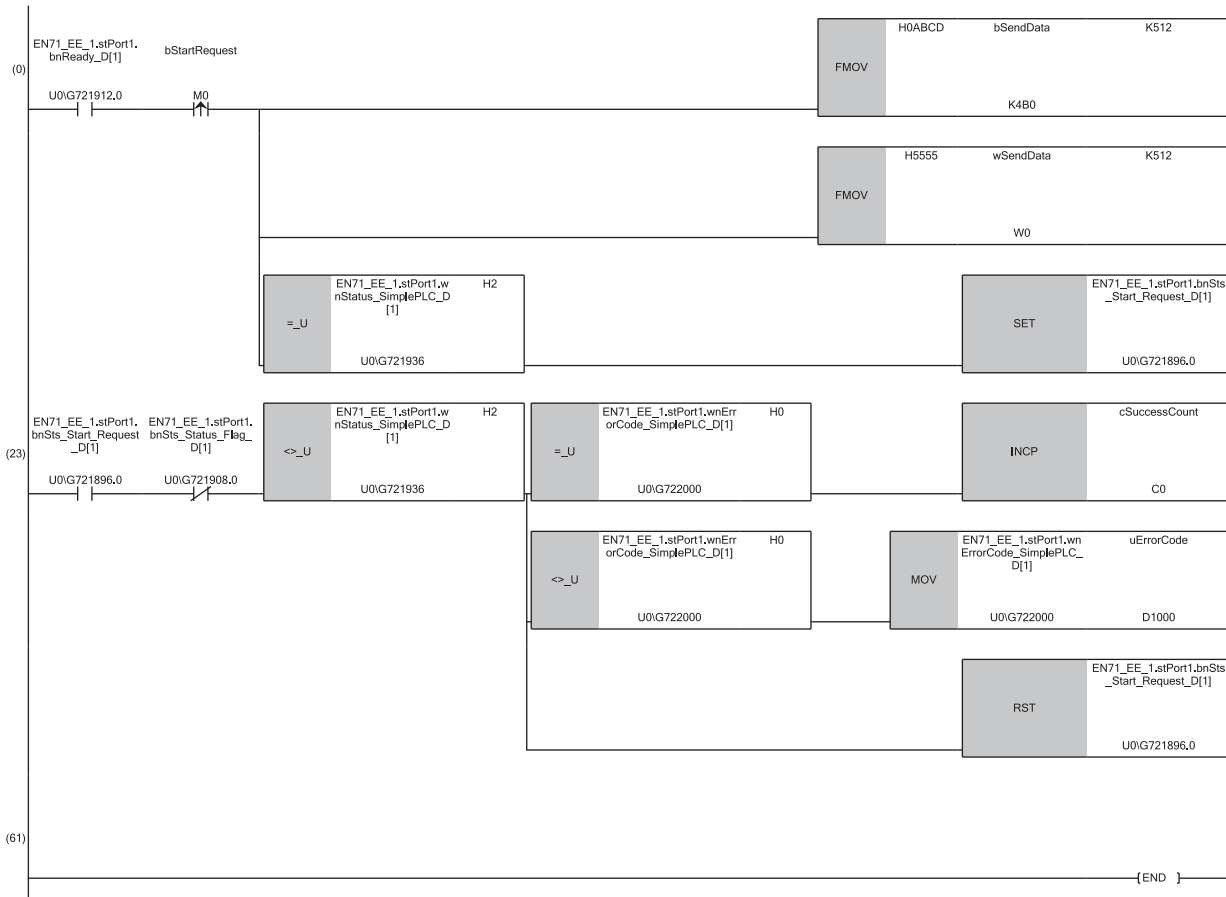 EN71_EE_1.stPort1.
bnReady_D[1]
bStartRequest
(0)
U0\G721912.0
M0
FMOV
H0ABCD
bSendData
K512
K4B0
FMOV
H5555
wSendData
K512
W0
=_U
EN71_EE_1.stPort1.w
nStatus_SimplePLC_D
[1]
H2
U0\G721936
SET
EN71_EE_1.stPort1.bnSts
_Start_Request_D[1]
U0\G721896.0
(23)
EN71_EE_1.stPort1.
bnSts_Start_Request
_D[1]
U0\G721896.0
EN71_EE_1.stPort1.
bnSts_Status_Flag_
D[1]
U0\G721908.0
<>_U
EN71_EE_1.stPort1.w
nStatus_SimplePLC_D
[1]
H2
U0\G721936
=_U
EN71_EE_1.stPort1.wnErr
orCode_SimplePLC_D[1]
H0
U0\G722000
INCP
cSuccessCount
C0
<>_U
EN71_EE_1.stPort1.wnErr
orCode_SimplePLC_D[1]
H0
U0\G722000
MOV
EN71_EE_1.stPort1.wn
ErrorCode_SimplePLC_
D[1]
uErrorCode
U0\G722000
D1000
RST
EN71_EE_1.stPort1.bnSts
_Start_Request_D[1]
U0\G721896.0
(61)
[END ]